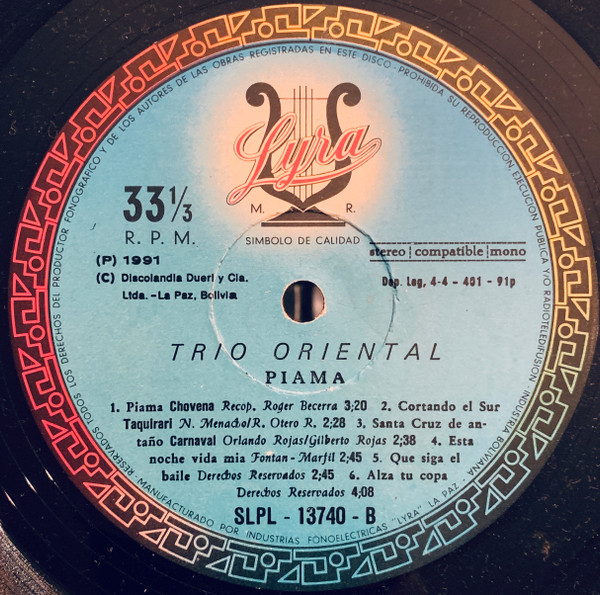 RESERVADOS TODOS LOS DERECHOS DEL PRODUCTOR FONOGRAFICO Y DE LOS AUTORES DE LAS OBRAS REGISTRADAS EN ESTE DISCO - PROHIBIDA SU REPRODUCCION EJECUCION PUBLICA Y/O RADIOTELEDIFUSION - INDUSTRIA BOLIVIANA
Lyra
M. R.
SIMBOLO DE CALIDAD
33 1/3
R. P. M.
stereo | compatible | mono
(P) 1991
(C) Discolandia Dueri y Cia.
Ltda. - La Paz, Bolivia
Dep. Leg, 4-4 - 401 - 91p
TRIO ORIENTAL
PIAMA
1. Piama Chovena Recop. Roger Becerra 3;20 2. Cortando el Sur
Taquirari N. Menacho/R. Otero R. 2;28 3. Santa Cruz de an-
taño Carnaval Orlando Rojas/Gilberto Rojas 2;38 4. Esta
noche vida mia Fontan - Marfil 2;45 5. Que siga el
baile Derechos Reservados 2;45 6. Alza tu copa
Derechos Reservados 4;08
SLPL - 13740 - B
MANUFACTURADO POR INDUSTRIAS FONOELECTRICAS "LYRA" LA PAZ -